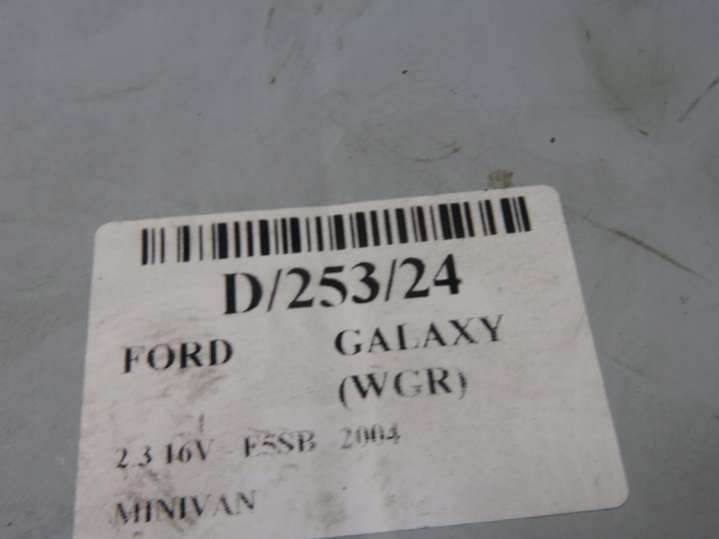 D/253/24
FORD GALAXY
(WGR)
2.3 16V - E5SB 2004
MINIVAN